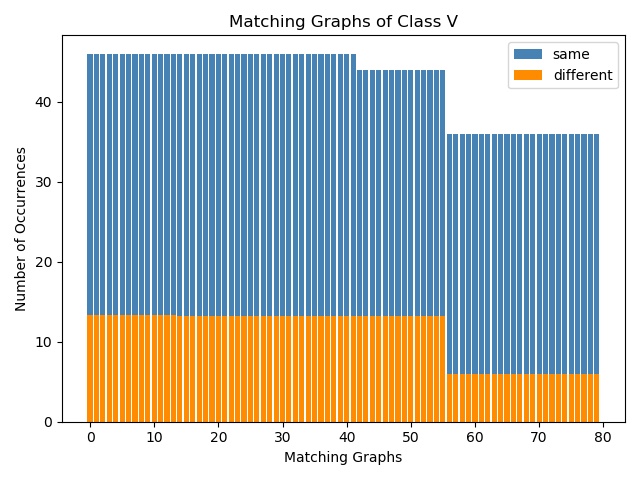 Matching Graphs of Class V
same
different
Number of Occurrences
40
30
20
10
0
0 10 20 30 40 50 60 70 80
Matching Graphs